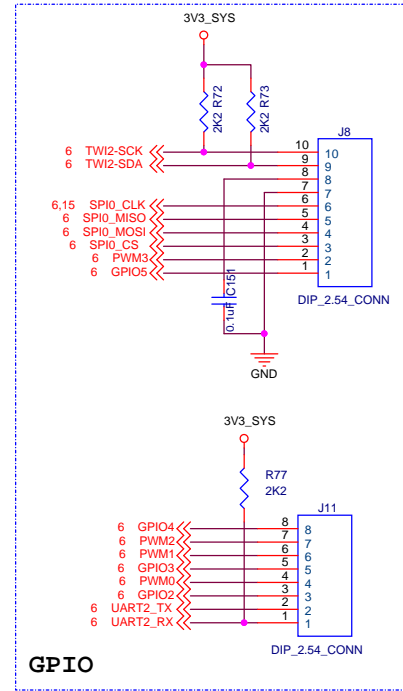 3V3_SYS
R72
2K2
R73
2K2
J8
6 TWI2-SCK 10 10
6 TWI2-SDA 9 9
8 8
7 7
6,15 SPI0_CLK 6 6
6 SPI0_MISO 5 5
6 SPI0_MOSI 4 4
6 SPI0_CS 3 3
6 PWM3 2 2
6 GPIO5 1 1
C151
0.1uF
DIP_2.54_CONN
GND
3V3_SYS
R77
2K2
J11
6 GPIO4 8 8
6 PWM2 7 7
6 PWM1 6 6
6 GPIO3 5 5
6 PWM0 4 4
6 GPIO2 3 3
6 UART2_TX 2 2
6 UART2_RX 1 1
DIP_2.54_CONN
GPIO